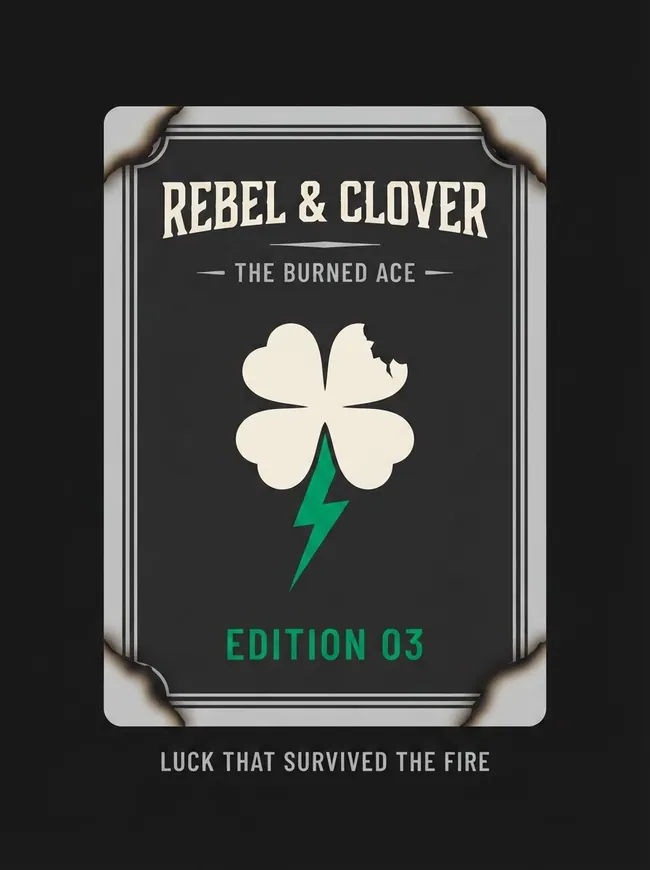 REBEL & CLOVER
THE BURNED ACE
EDITION 03
LUCK THAT SURVIVED THE FIRE